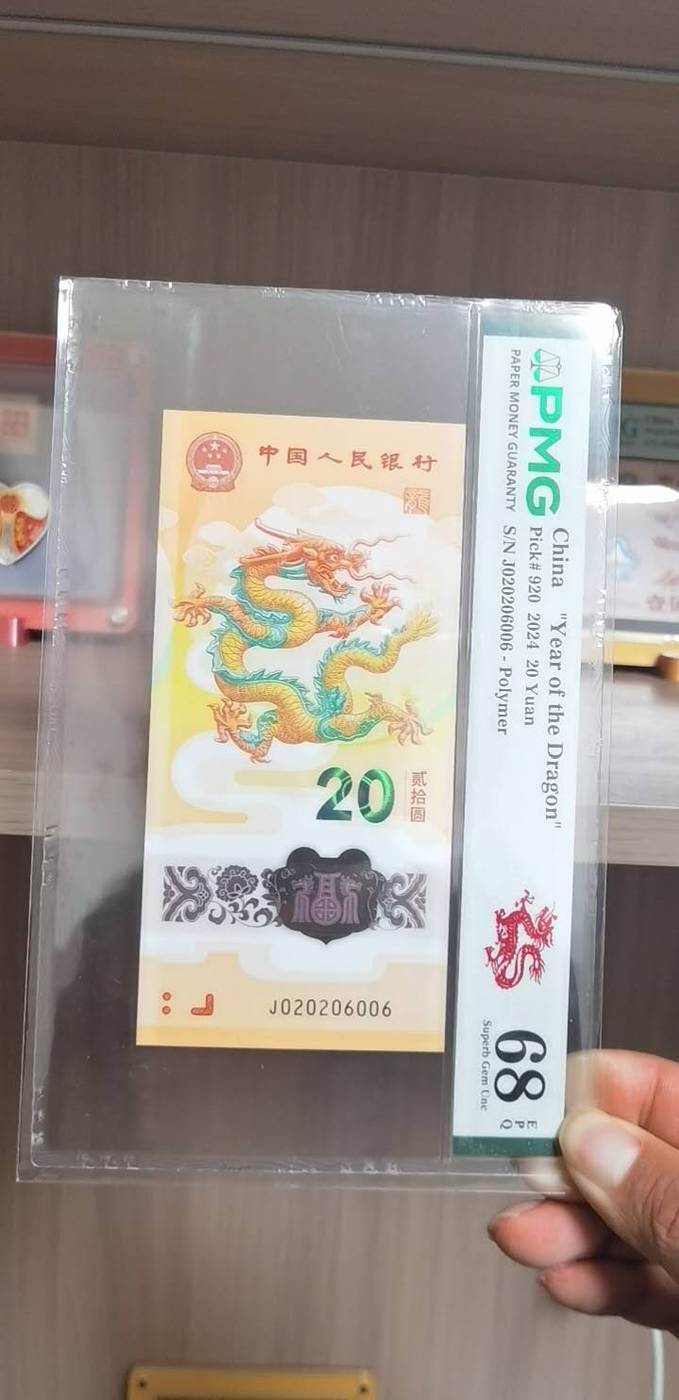 中国人民银行
龍
20
贰拾圆
J020206006
PMG
PAPER MONEY GUARANTY
China "Year of the Dragon"
Pick# 920 2024 20 Yuan
S/N J020206006 - Polymer
68
EPQ
Superb Gem Unc